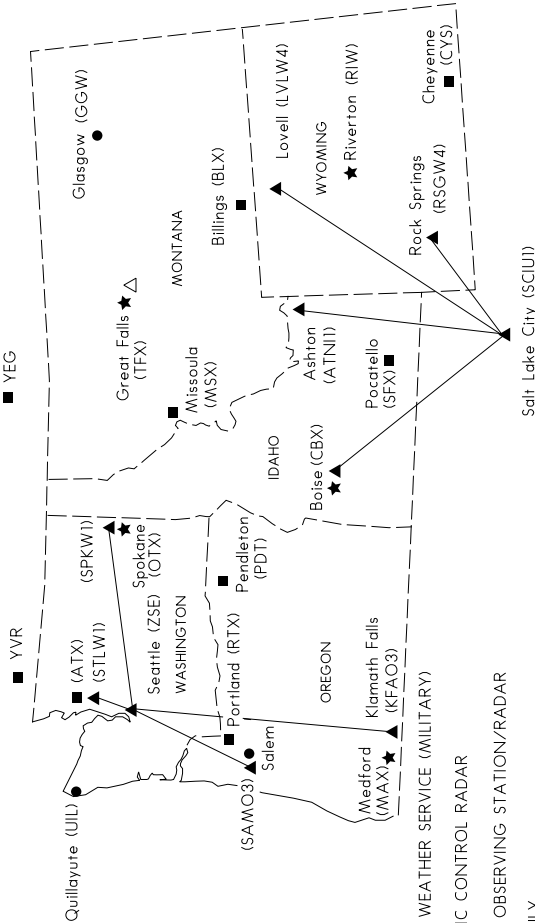 YVR
YEG
Quillayute (UIL)
(ATX)
(STLW1)
(SPKW1)
Spokane
(OTX)
Seattle (ZSE)
WASHINGTON
Portland (RTX)
Salem
(SAMO3)
Pendleton
(PDT)
OREGON
Klamath Falls
(KFAO3)
Medford
(MAX)
Great Falls
(TFX)
Glasgow (GGW)
Missoula
(MSX)
MONTANA
Billings (BLX)
IDAHO
Boise (CBX)
Ashton
(ATNI1)
Pocatello
(SFX)
Lovell (LVLW4)
WYOMING
Riverton (RIW)
Rock Springs
(RSGW4)
Cheyenne
(CYS)
Salt Lake City (SCIU1)
WEATHER SERVICE (MILITARY)
IC CONTROL RADAR
OBSERVING STATION/RADAR